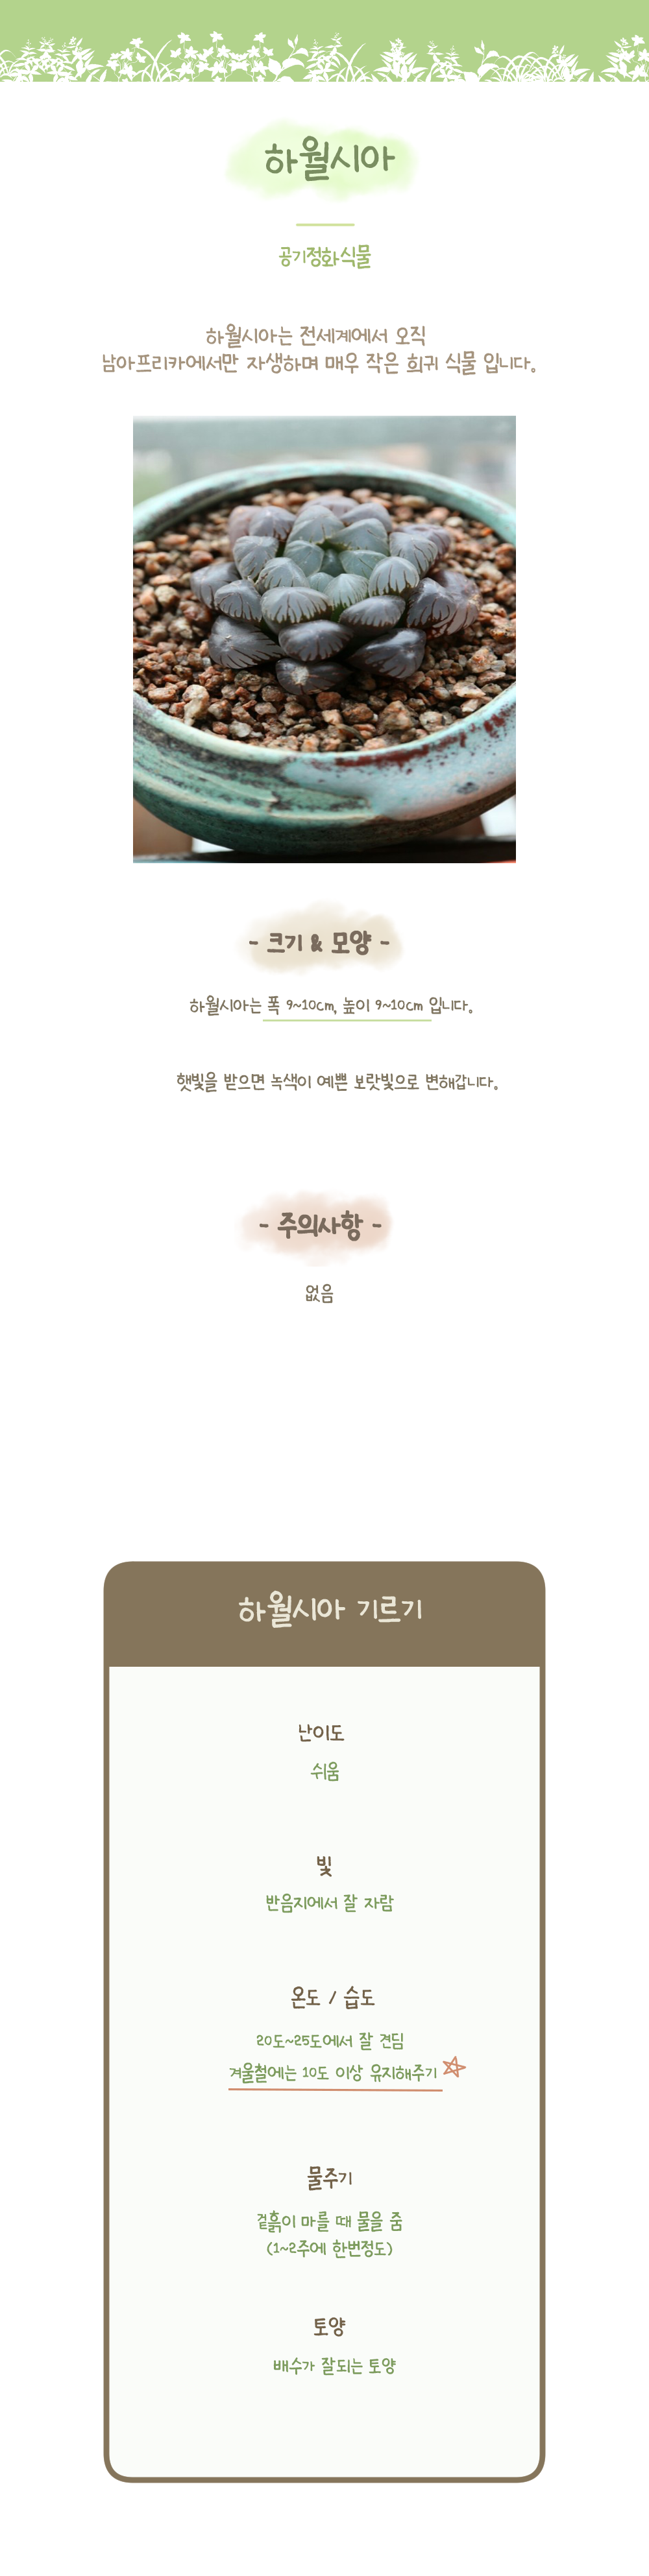 하월시아
공기정화식물
하월시아는 전세계에서 오직
남아프리카에서만 자생하며 매우 작은 희귀 식물 입니다.
- 크기 & 모양 -
하월시아는 폭 9~10cm, 높이 9~10cm 입니다.
햇빛을 받으면 녹색이 예쁜 보랏빛으로 변해갑니다.
- 주의사항 -
없음
하월시아 기르기
난이도
쉬움
빛
반음지에서 잘 자람
온도 / 습도
20도~25도에서 잘 견딤
겨울철에는 10도 이상 유지해주기
물주기
겉흙이 마를 때 물을 줌
(1~2주에 한번정도)
토양
배수가 잘되는 토양